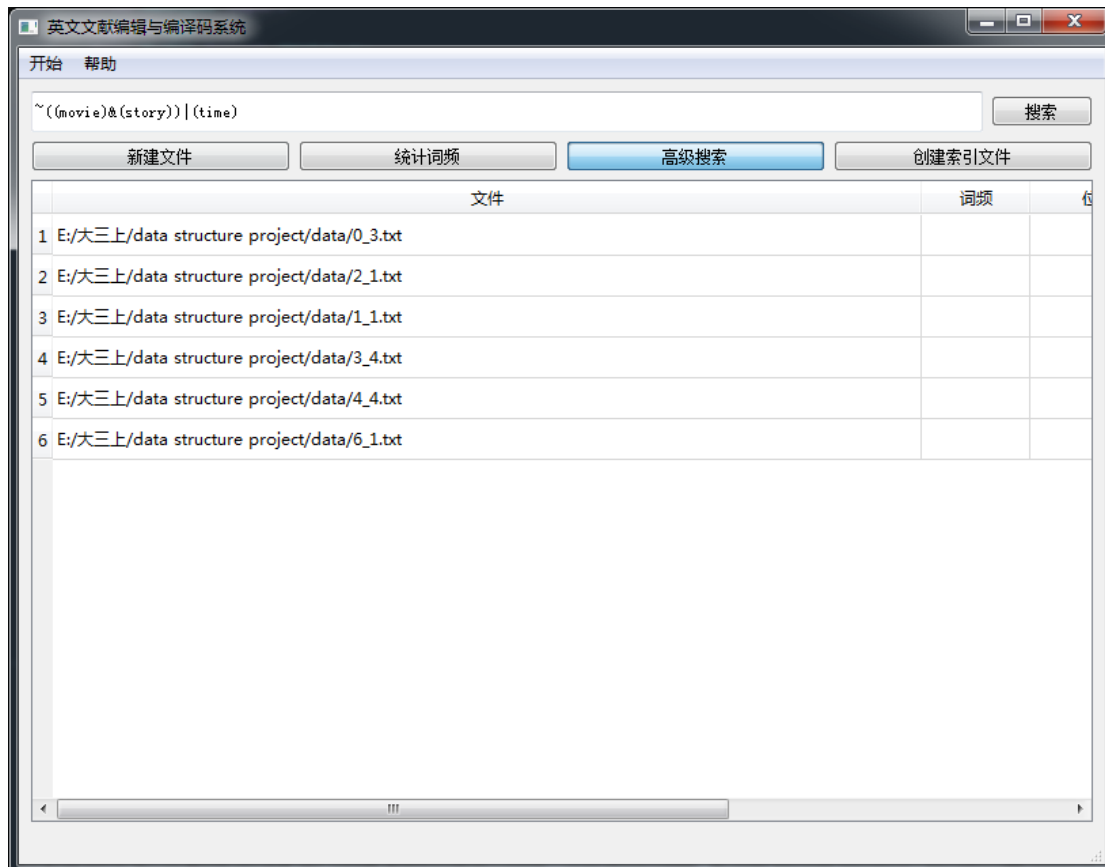 英文文献编辑与编译码系统
开始 帮助
~((movie)&(story))|(time)
搜索
新建文件 统计词频 高级搜索 创建索引文件
文件 词频
1 E:/大三上/data structure project/data/0_3.txt
2 E:/大三上/data structure project/data/2_1.txt
3 E:/大三上/data structure project/data/1_1.txt
4 E:/大三上/data structure project/data/3_4.txt
5 E:/大三上/data structure project/data/4_4.txt
6 E:/大三上/data structure project/data/6_1.txt